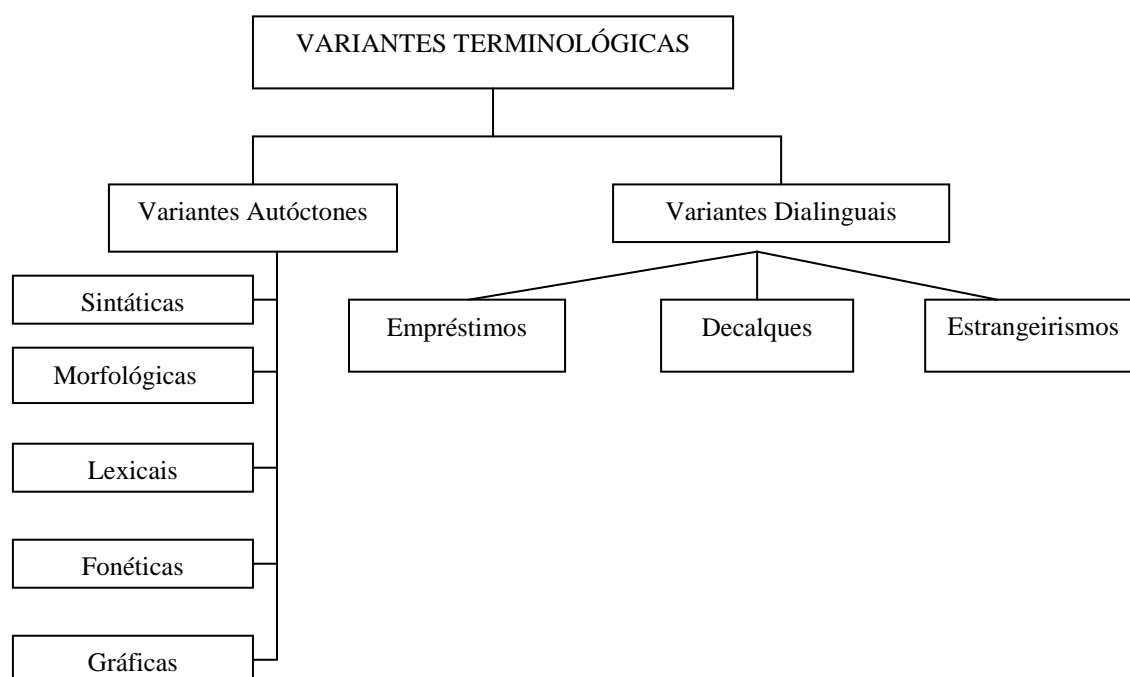 VARIANTES TERMINOLÓGICAS
Variantes Autóctones
Variantes Dialinguais
Sintáticas
Morfológicas
Lexicais
Fonéticas
Gráficas
Empréstimos
Decalques
Estrangeirismos